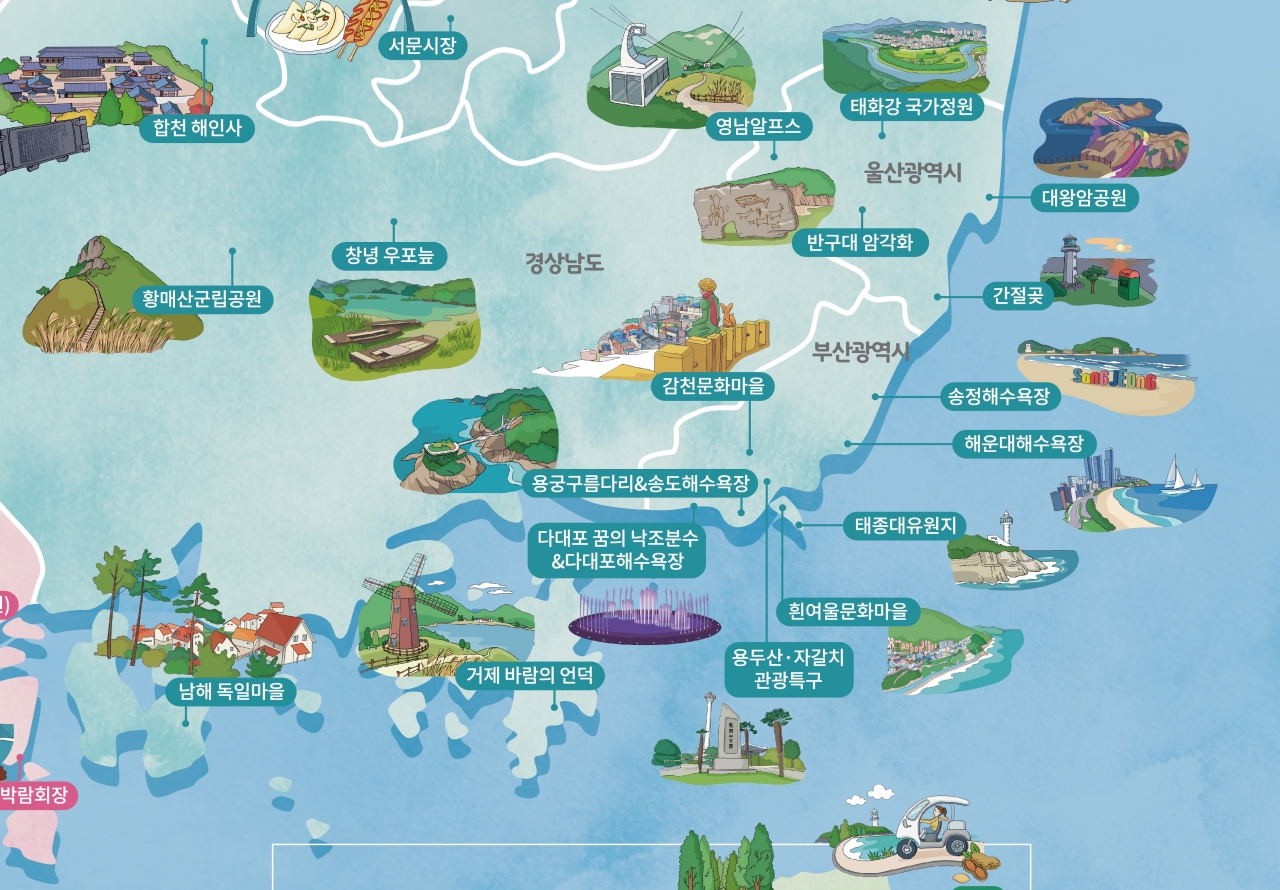 서문시장
합천 해인사
영남알프스
태화강 국가정원
울산광역시
대왕암공원
반구대 암각화
창녕 우포늪
경상남도
황매산군립공원
간절곶
부산광역시
감천문화마을
SONGJEONG
송정해수욕장
해운대해수욕장
용궁구름다리&송도해수욕장
다대포 꿈의 낙조분수
&다대포해수욕장
태종대유원지
흰여울문화마을
용두산·자갈치
관광특구
거제 바람의 언덕
남해 독일마을
박람회장